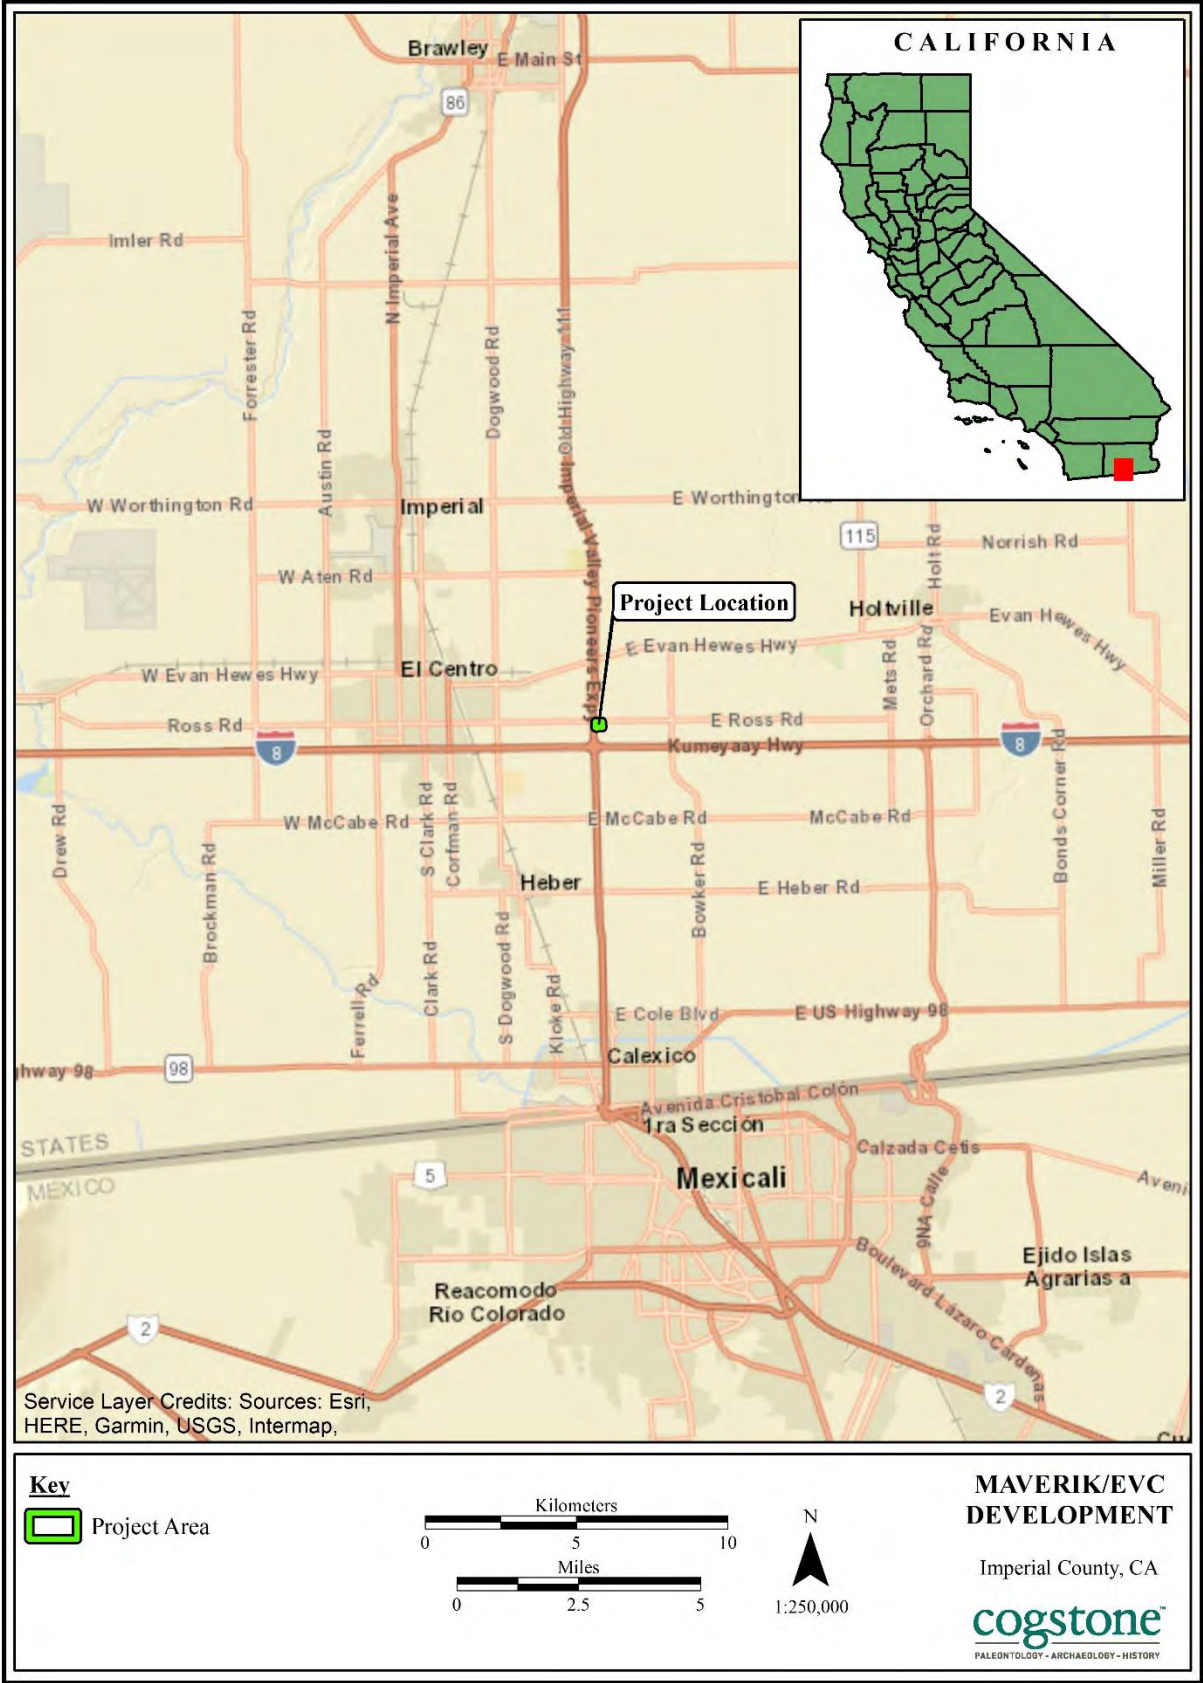 CALIFORNIA
Brawley
E Main St
86
Imler Rd
N Imperial Ave
Forrester Rd
Dogwood Rd
Old Highway 111
Austin Rd
W Worthington Rd
Imperial
E Worthington
Imperial Valley Pioneers Expy
115
Norrish Rd
Holt Rd
W Aten Rd
Project Location
Holtville
Evan Hewes Hwy
E Evan Hewes Hwy
Mets Rd
Orchard Rd
El Centro
W Evan Hewes Hwy
Ross Rd
E Ross Rd
8
Kumeyaay Hwy
8
Drew Rd
W McCabe Rd
S Clark Rd
Corfman Rd
E McCabe Rd
McCabe Rd
Bonds Corner Rd
Miller Rd
Brockman Rd
Heber
E Heber Rd
Bowker Rd
Ferrell Rd
Clark Rd
S Dogwood Rd
Kloke Rd
E Cole Blvd
E US Highway 98
Calexico
hway 98
98
Avenida Cristóbal Colón
1ra Sección
STATES
MEXICO
5
Calzada Cetis
Mexicali
Aveni
9NA Calle
Ejido Islas
Agrarias a
Boulevard Lázaro Cardenas
Reacomodo
Río Colorado
2
2
Service Layer Credits: Sources: Esri,
HERE, Garmin, USGS, Intermap,
Key
Project Area
Kilometers
0 5 10
Miles
0 2.5 5
N
1:250,000
MAVERIK/EVC
DEVELOPMENT
Imperial County, CA
cogstone™
PALEONTOLOGY - ARCHAEOLOGY - HISTORY